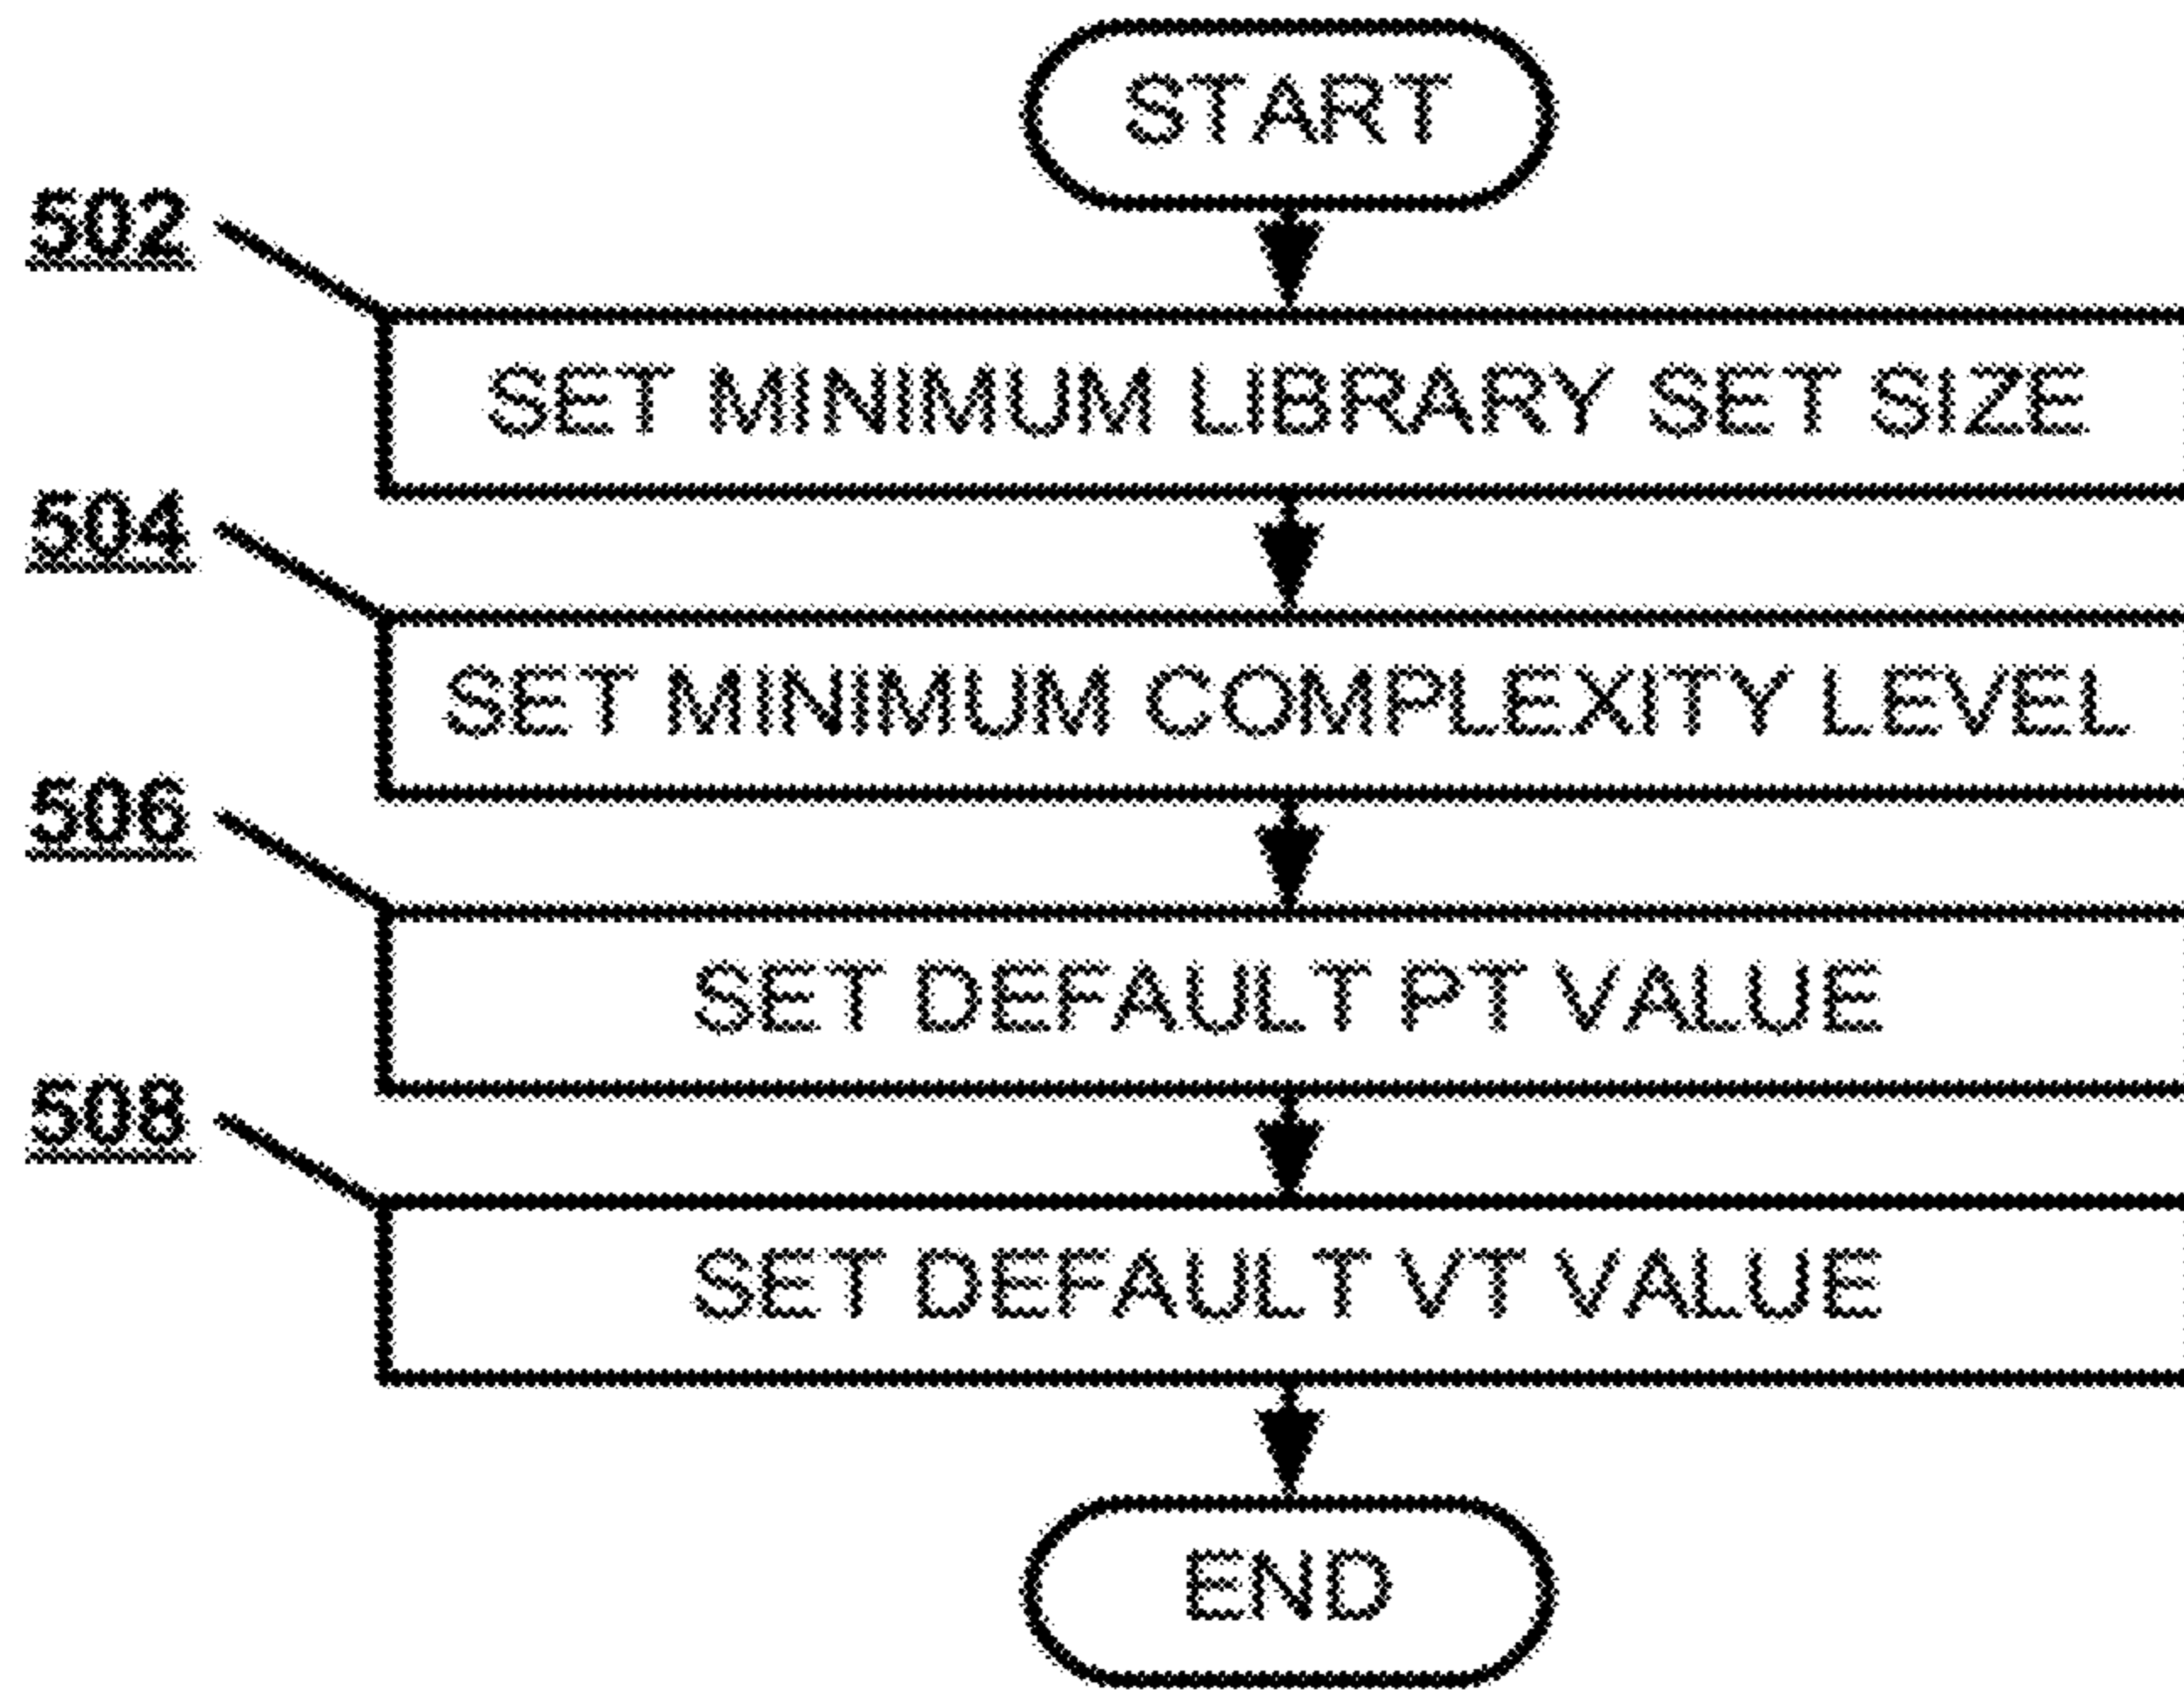 START
502
SET MINIMUM LIBRARY SET SIZE
504
SET MINIMUM COMPLEXITY LEVEL
506
SET DEFAULT PT VALUE
508
SET DEFAULT VT VALUE
END